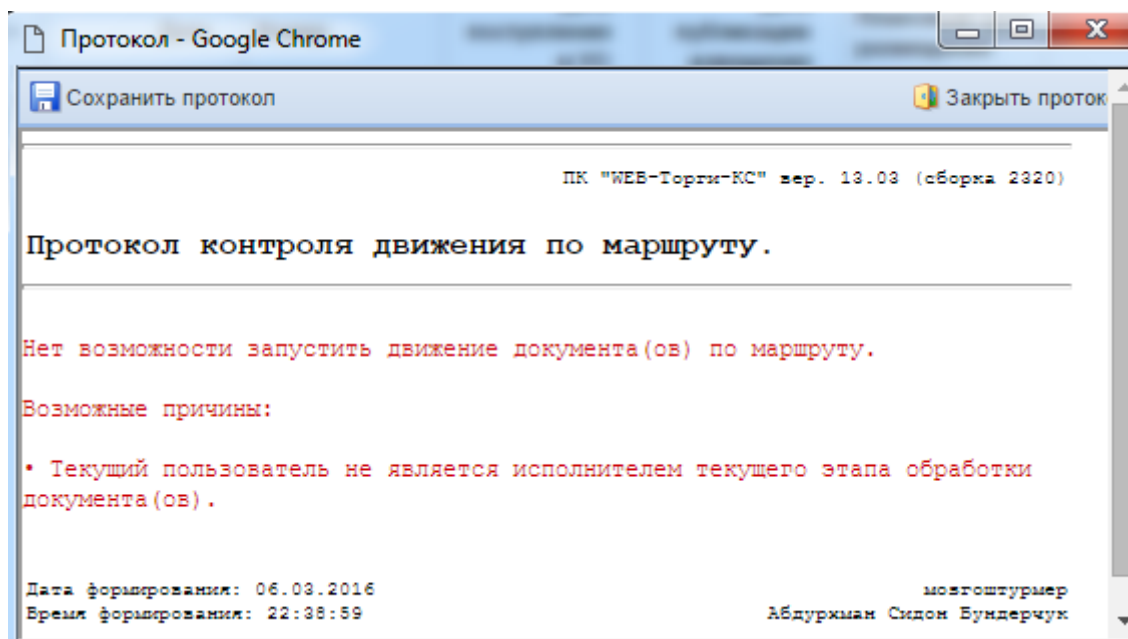 Протокол - Google Chrome
Сохранить протокол
Закрыть проток
ПК "WEB-Торги-КС" вер. 13.03 (сборка 2320)
Протокол контроля движения по маршруту.
Нет возможности запустить движение документа(ов) по маршруту.
Возможные причины:
• Текущий пользователь не является исполнителем текущего этапа обработки
документа(ов).
Дата формирования: 06.03.2016
мозгоштурмер
Время формирования: 22:38:59
Абдурхман Сидон Бундерчук